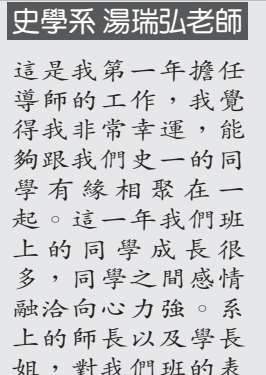 史學系 湯瑞弘老師
這是我第一年擔任
導師的工作，我覺
得我非常幸運，能
夠跟我們史一的同
學有緣相聚在一
起。這一年我們班
上的同學成長很
多，同學之間感情
融洽向心力強。系
上的師長以及學長
姐，對我們班的表